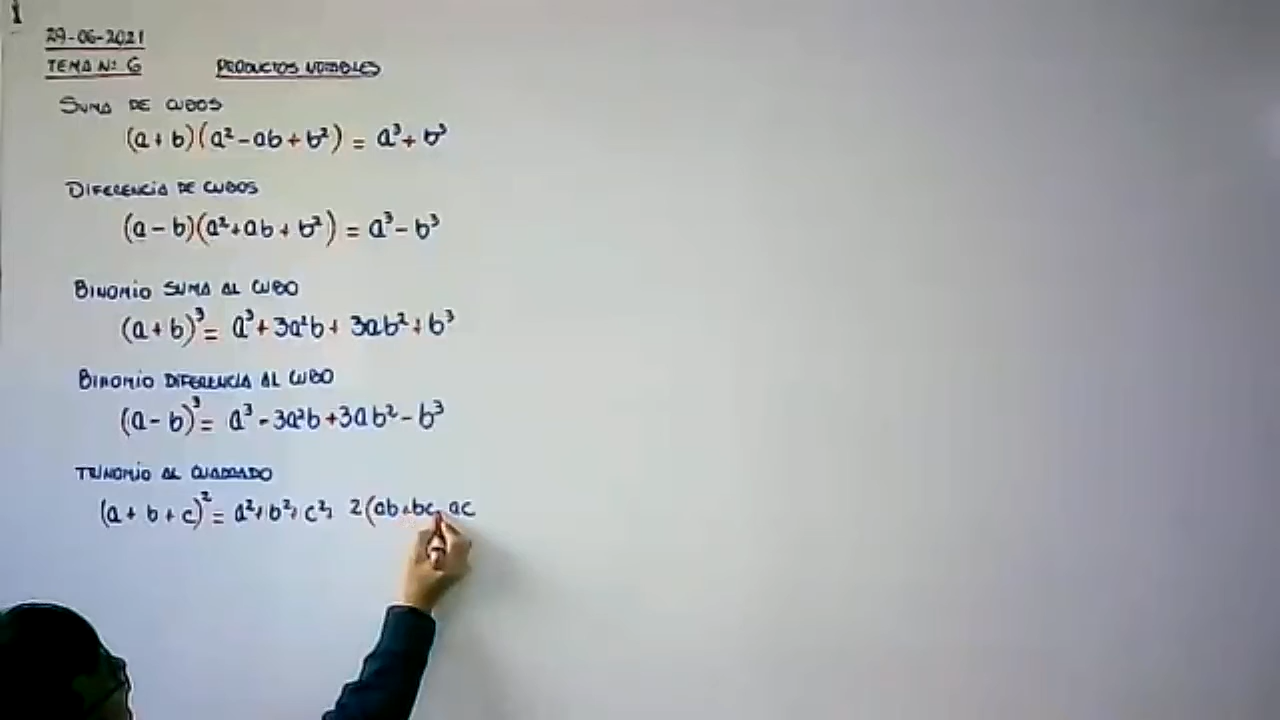 1
29-06-2021
TEMA Nº 6 PRODUCTOS NOTABLES
SUMA DE CUBOS
(a + b)(a² - ab + b²) = a³ + b³
DIFERENCIA DE CUBOS
(a - b)(a² + ab + b²) = a³ - b³
BINOMIO SUMA AL CUBO
(a + b)³ = a³ + 3a²b + 3ab² + b³
BINOMIO DIFERENCIA AL CUBO
(a - b)³ = a³ - 3a²b + 3ab² - b³
TRINOMIO AL CUADRADO
(a + b + c)² = a² + b² + c² + 2(ab + bc + ac